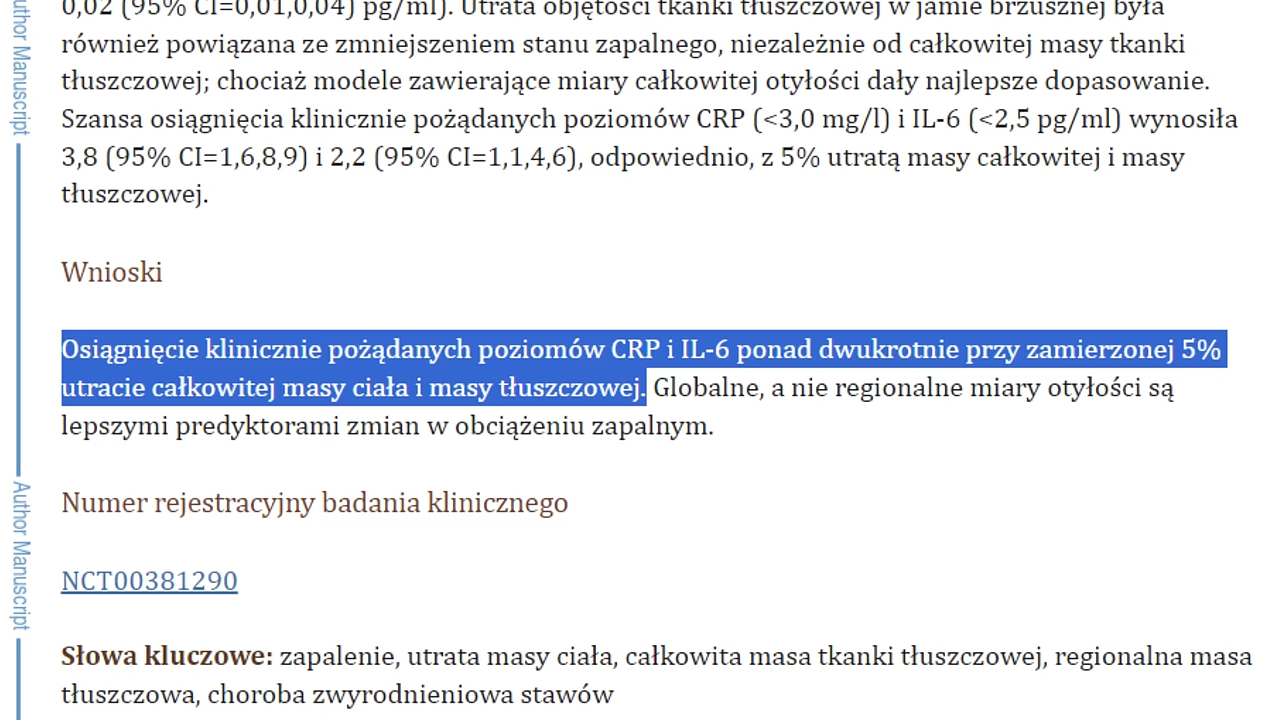 0,02 (95% CI=0,01,0,04) pg/ml). Utrata objętości tkanki tłuszczowej w jamie brzusznej była
również powiązana ze zmniejszeniem stanu zapalnego, niezależnie od całkowitej masy tkanki
tłuszczowej; chociaż modele zawierające miary całkowitej otyłości dały najlepsze dopasowanie.
Szansa osiągnięcia klinicznie pożądanych poziomów CRP (<3,0 mg/l) i IL-6 (<2,5 pg/ml) wynosiła
3,8 (95% CI=1,6,8,9) i 2,2 (95% CI=1,1,4,6), odpowiednio, z 5% utratą masy całkowitej i masy
tłuszczowej.
Wnioski
Osiągnięcie klinicznie pożądanych poziomów CRP i IL-6 ponad dwukrotnie przy zamierzonej 5%
utracie całkowitej masy ciała i masy tłuszczowej. Globalne, a nie regionalne miary otyłości są
lepszymi predyktorami zmian w obciążeniu zapalnym.
Numer rejestracyjny badania klinicznego
NCT00381290
Słowa kluczowe: zapalenie, utrata masy ciała, całkowita masa tkanki tłuszczowej, regionalna masa
tłuszczowa, choroba zwyrodnieniowa stawów
Author Manuscript
Author Manuscript